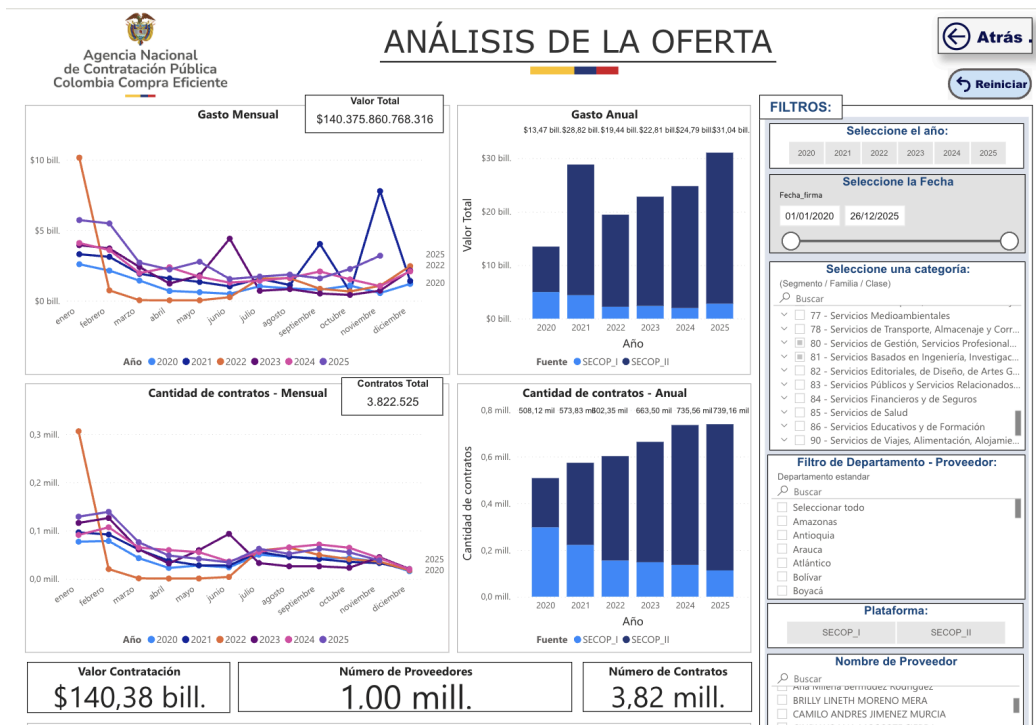 Agencia Nacional
de Contratación Pública
Colombia Compra Eficiente
ANÁLISIS DE LA OFERTA
Atrás .
Reiniciar
Gasto Mensual
Valor Total
$140.375.860.768.316
$10 bill.
$5 bill.
$0 bill.
enero
febrero
marzo
abril
mayo
junio
julio
agosto
septiembre
octubre
noviembre
diciembre
2025
2022
2020
Año 2020 2021 2022 2023 2024 2025
Gasto Anual
$13,47 bill. $28,82 bill. $19,44 bill. $22,81 bill. $24,79 bill. $31,04 bill.
Valor Total
$30 bill.
$20 bill.
$10 bill.
$0 bill.
2020 2021 2022 2023 2024 2025
Año
Fuente SECOP_I SECOP_II
Cantidad de contratos - Mensual
Contratos Total
3.822.525
0,3 mill.
0,2 mill.
0,1 mill.
0,0 mill.
enero
febrero
marzo
abril
mayo
junio
julio
agosto
septiembre
octubre
noviembre
diciembre
2025
2020
Año 2020 2021 2022 2023 2024 2025
Cantidad de contratos - Anual
508,12 mil 573,83 mil 602,35 mil 663,50 mil 735,56 mil 739,16 mil
Cantidad de contratos
0,8 mill.
0,6 mill.
0,4 mill.
0,2 mill.
0,0 mill.
2020 2021 2022 2023 2024 2025
Año
Fuente SECOP_I SECOP_II
Valor Contratación
$140,38 bill.
Número de Proveedores
1,00 mill.
Número de Contratos
3,82 mill.
FILTROS:
Seleccione el año:
2020 2021 2022 2023 2024 2025
Seleccione la Fecha
Fecha_firma
01/01/2020 26/12/2025
Seleccione una categoría:
(Segmento / Familia / Clase)
Buscar
77 - Servicios Medioambientales
78 - Servicios de Transporte, Almacenaje y Corr...
80 - Servicios de Gestión, Servicios Profesional...
81 - Servicios Basados en Ingeniería, Investigac...
82 - Servicios Editoriales, de Diseño, de Artes G...
83 - Servicios Públicos y Servicios Relacionados...
84 - Servicios Financieros y de Seguros
85 - Servicios de Salud
86 - Servicios Educativos y de Formación
90 - Servicios de Viajes, Alimentación, Alojamie...
Filtro de Departamento - Proveedor:
Departamento estandar
Buscar
Seleccionar todo
Amazonas
Antioquia
Arauca
Atlántico
Bolívar
Boyacá
Plataforma:
SECOP_I SECOP_II
Nombre de Proveedor
Buscar
Ana Milena Bermudez Rodriguez
BRILLY LINETH MORENO MERA
CAMILO ANDRES JIMENEZ MURCIA